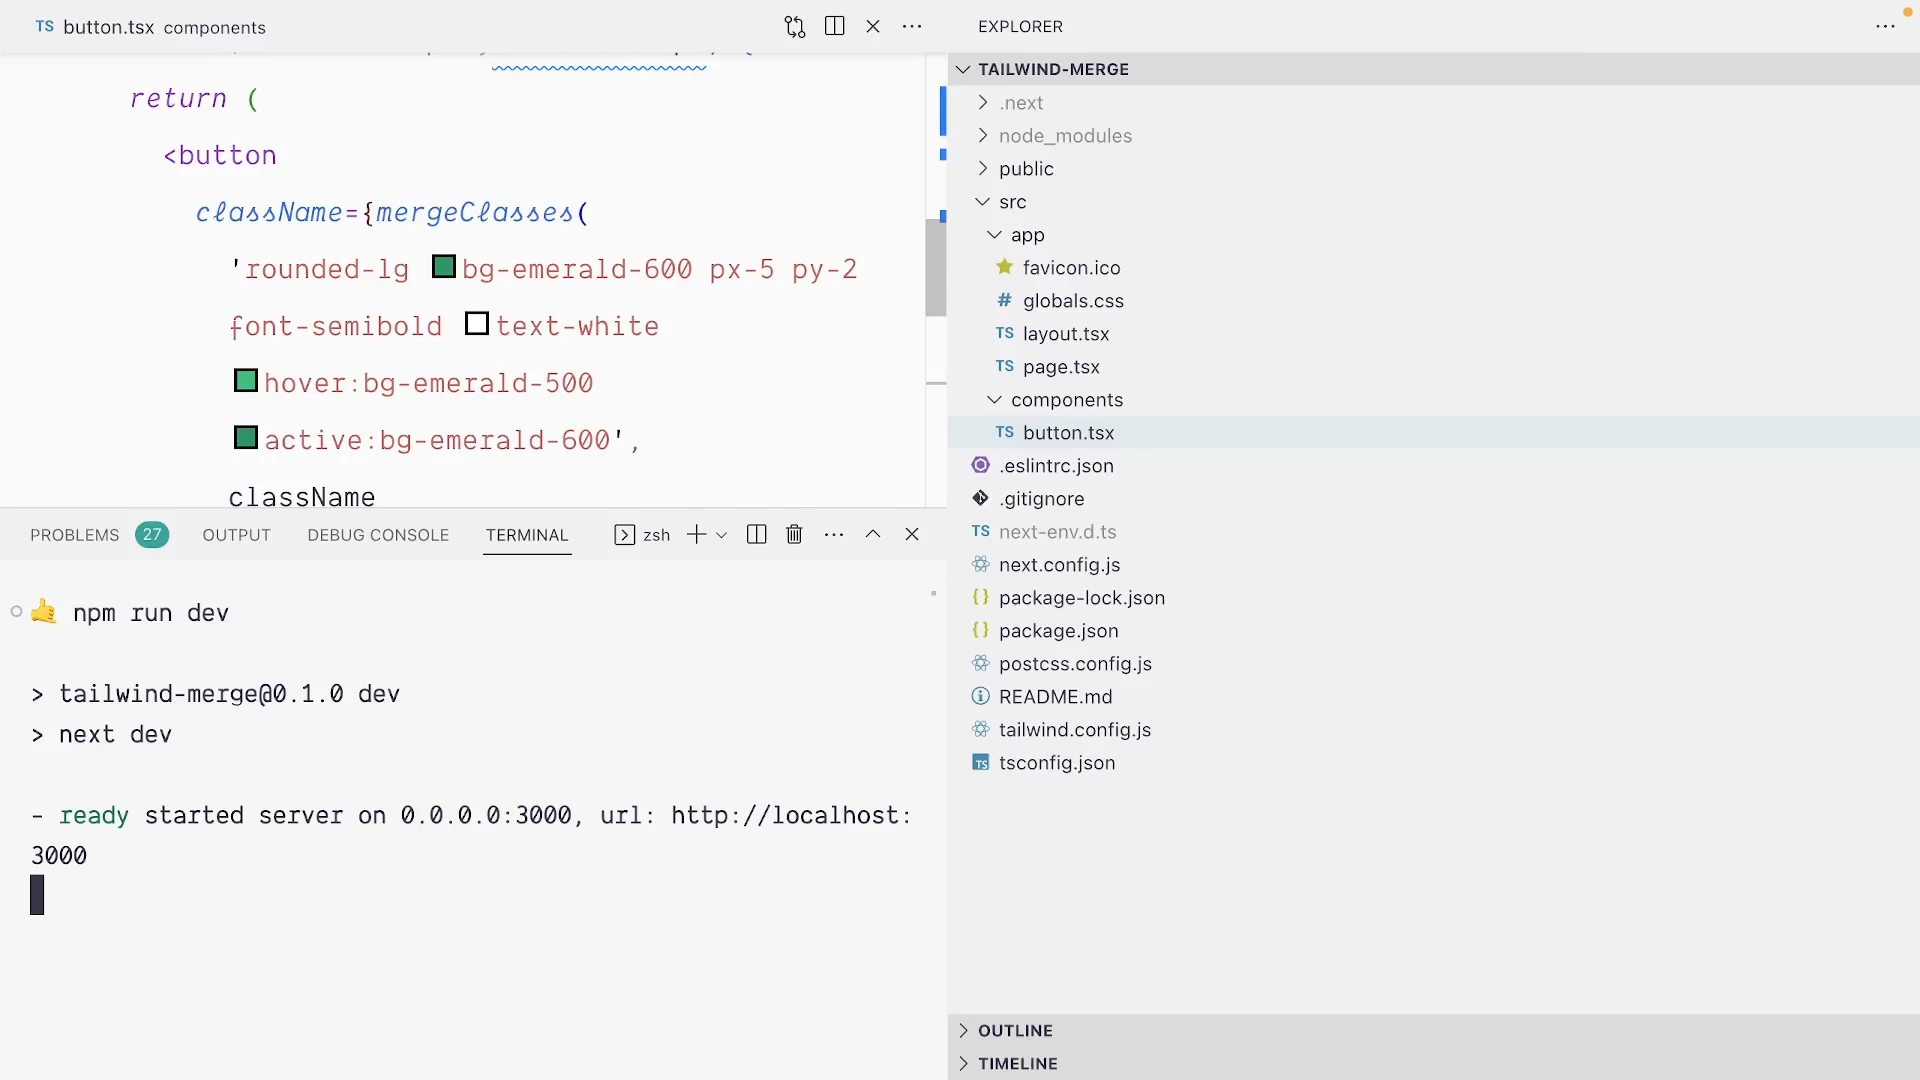 TS button.tsx components
return (
<button
className={mergeClasses(
'rounded-lg bg-emerald-600 px-5 py-2
font-semibold text-white
hover:bg-emerald-500
active:bg-emerald-600',
className
PROBLEMS 27 OUTPUT DEBUG CONSOLE TERMINAL zsh
🤙 npm run dev
> tailwind-merge@0.1.0 dev
> next dev
- ready started server on 0.0.0.0:3000, url: http://localhost:
3000
EXPLORER
TAILWIND-MERGE
.next
node_modules
public
src
app
favicon.ico
# globals.css
TS layout.tsx
TS page.tsx
components
TS button.tsx
.eslintrc.json
.gitignore
TS next-env.d.ts
next.config.js
{} package-lock.json
{} package.json
postcss.config.js
README.md
tailwind.config.js
TS tsconfig.json
OUTLINE
TIMELINE